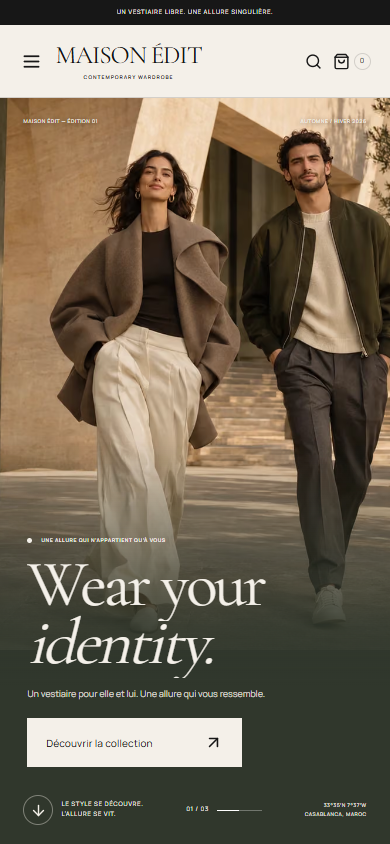 UN VESTIAIRE LIBRE. UNE ALLURE SINGULIÈRE.
MAISON ÉDIT
CONTEMPORARY WARDROBE
0
MAISON ÉDIT — ÉDITION 01
AUTOMNE / HIVER 2026
UNE ALLURE QUI N'APPARTIENT QU'À VOUS
Wear your
identity.
Un vestiaire pour elle et lui. Une allure qui vous ressemble.
Découvrir la collection
LE STYLE SE DÉCOUVRE.
L'ALLURE SE VIT.
01 / 03
33°35'N 7°37'W
CASABLANCA, MAROC